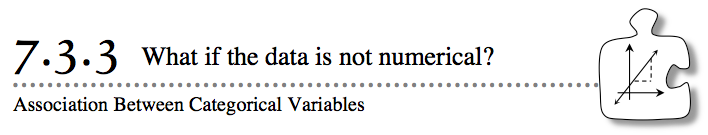 7.3.3 What if the data is not numerical?
Association Between Categorical Variables